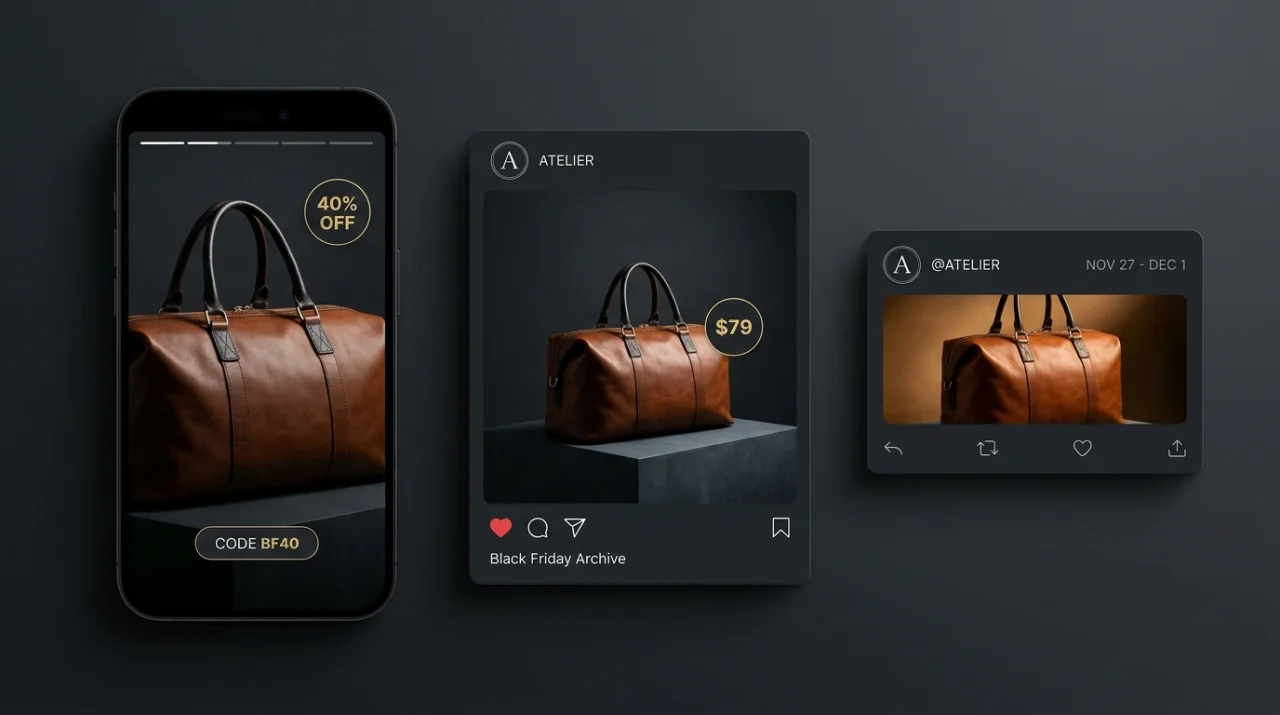 40%
OFF
CODE BF40
A ATELIER
$79
Black Friday Archive
A @ATELIER NOV 27 - DEC 1